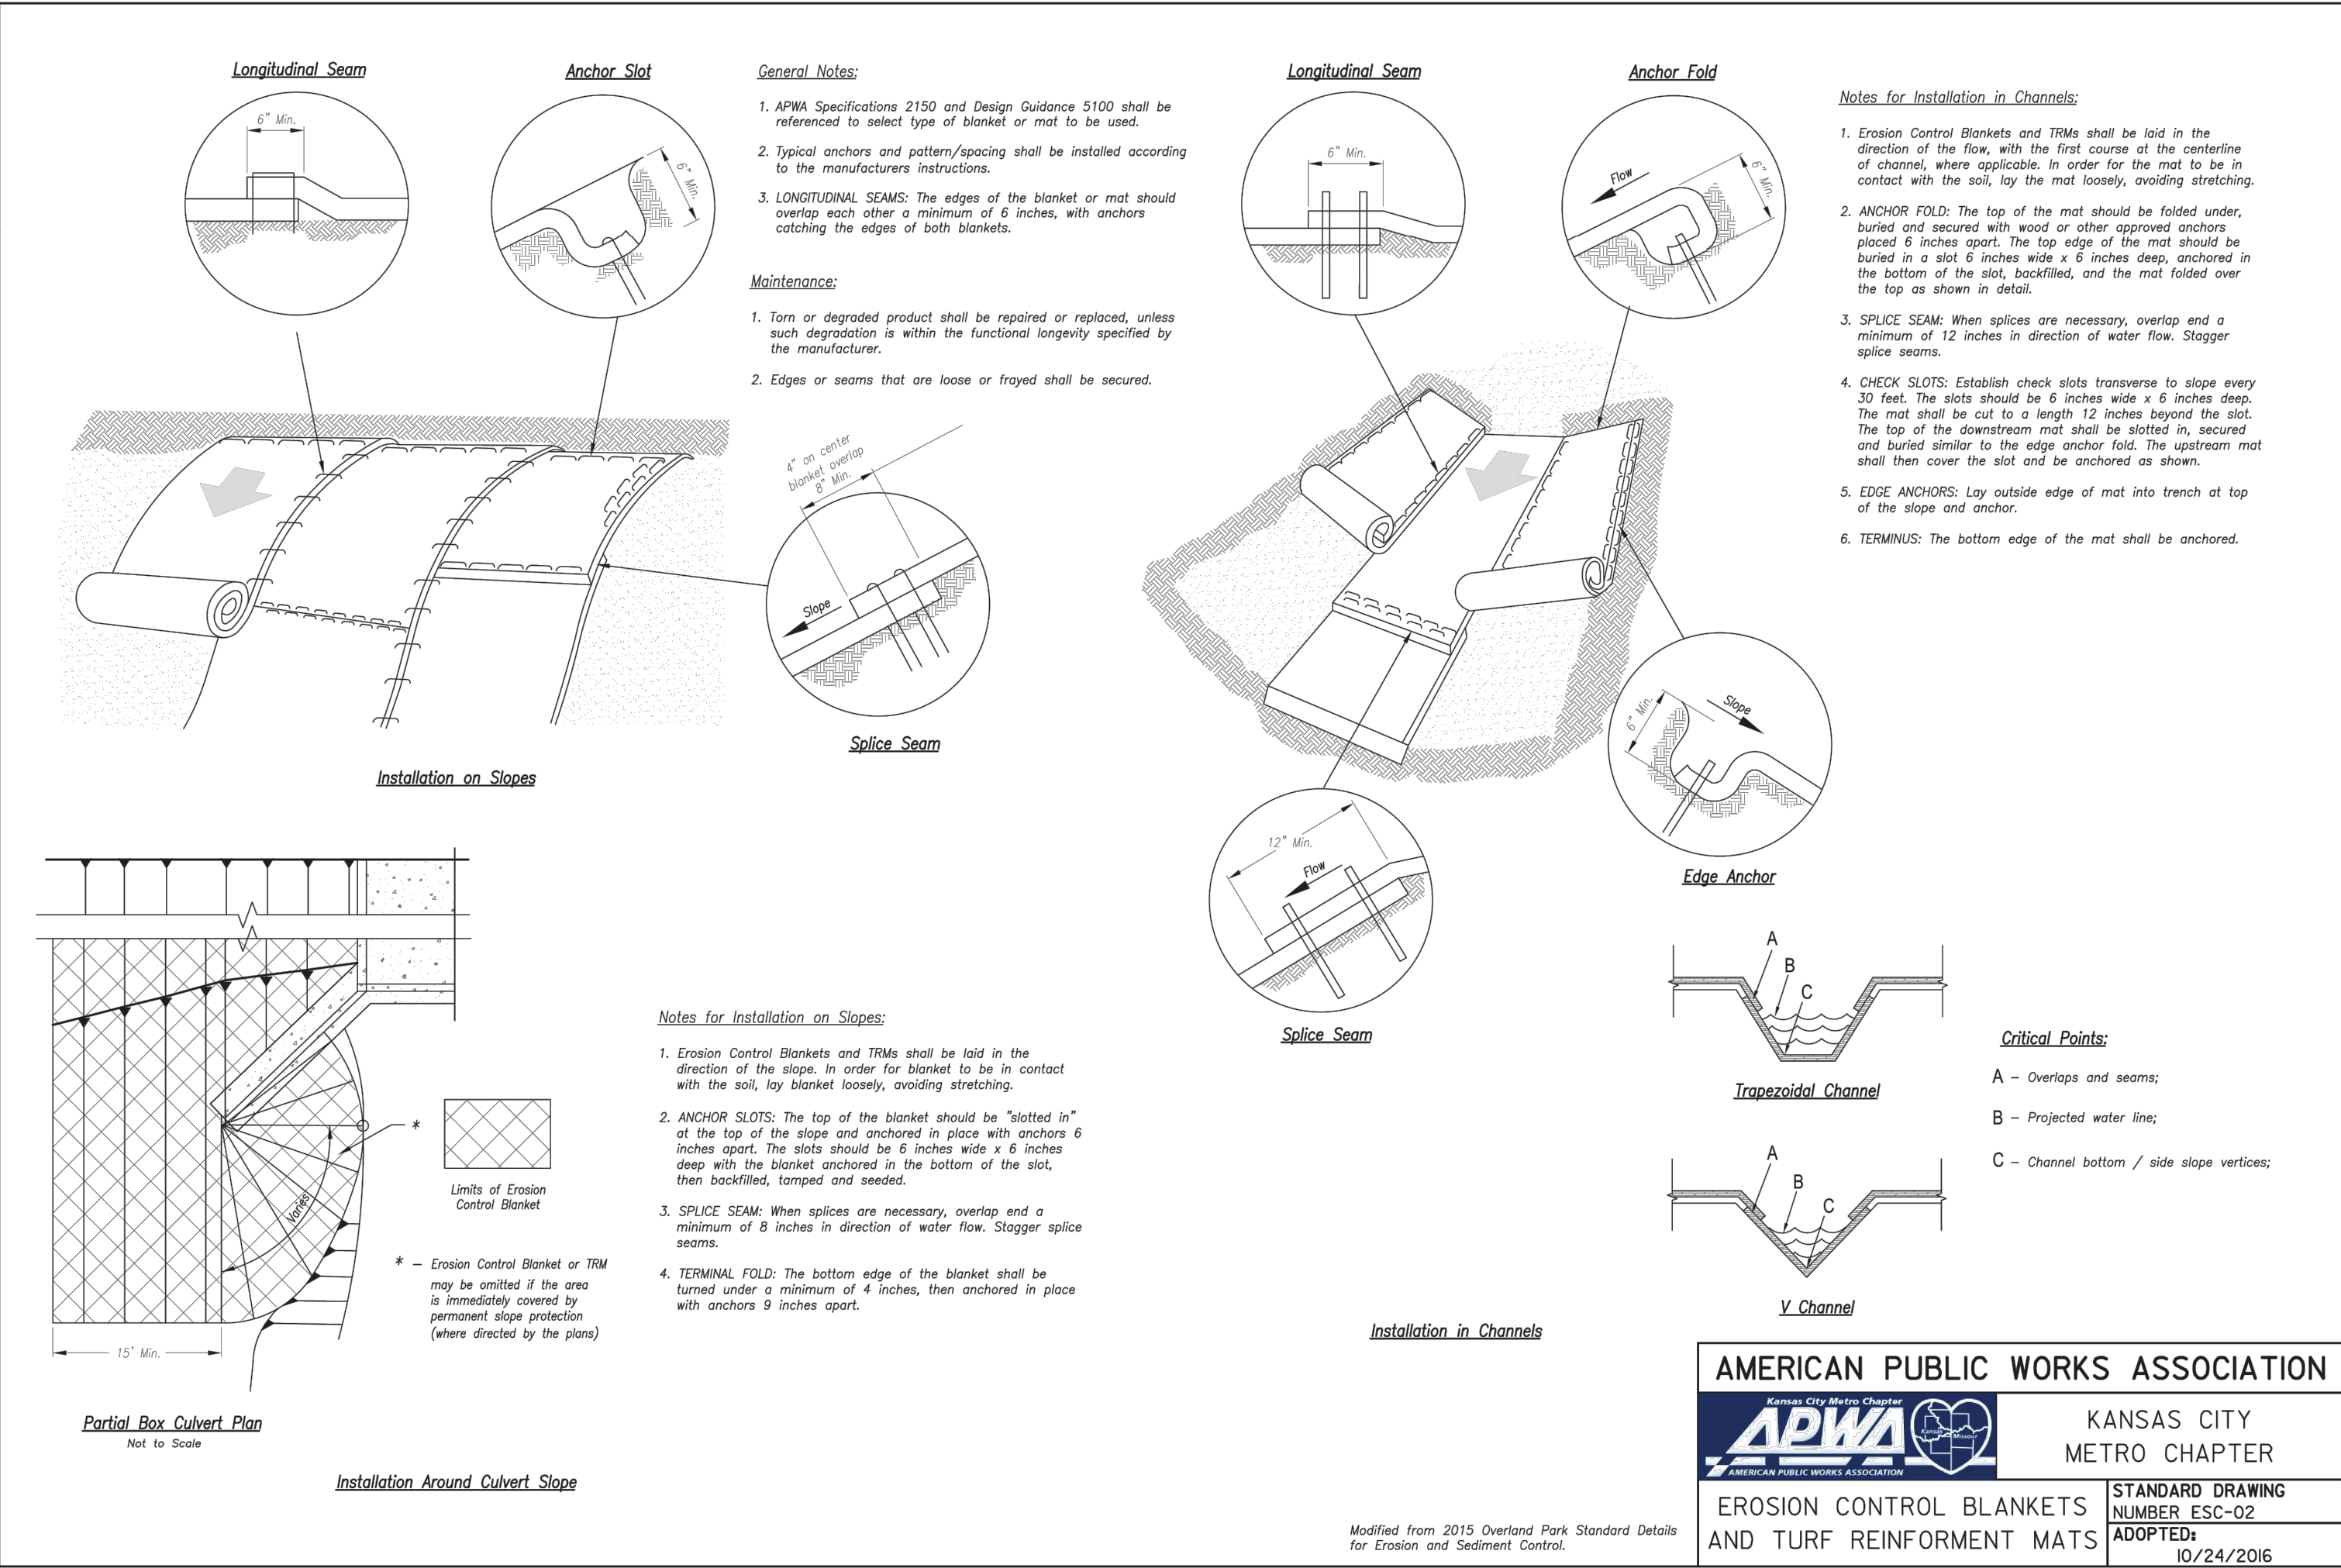 Longitudinal Seam
6" Min.
Anchor Slot
6" Min.
General Notes:
1. APWA Specifications 2150 and Design Guidance 5100 shall be
referenced to select type of blanket or mat to be used.
2. Typical anchors and pattern/spacing shall be installed according
to the manufacturers instructions.
3. LONGITUDINAL SEAMS: The edges of the blanket or mat should
overlap each other a minimum of 6 inches, with anchors
catching the edges of both blankets.
Maintenance:
1. Torn or degraded product shall be repaired or replaced, unless
such degradation is within the functional longevity specified by
the manufacturer.
2. Edges or seams that are loose or frayed shall be secured.
4" on center
blanket overlap
8" Min.
Slope
Splice Seam
Installation on Slopes
Longitudinal Seam
6" Min.
Anchor Fold
Flow
6" Min.
Notes for Installation in Channels:
1. Erosion Control Blankets and TRMs shall be laid in the
direction of the flow, with the first course at the centerline
of channel, where applicable. In order for the mat to be in
contact with the soil, lay the mat loosely, avoiding stretching.
2. ANCHOR FOLD: The top of the mat should be folded under,
buried and secured with wood or other approved anchors
placed 6 inches apart. The top edge of the mat should be
buried in a slot 6 inches wide x 6 inches deep, anchored in
the bottom of the slot, backfilled, and the mat folded over
the top as shown in detail.
3. SPLICE SEAM: When splices are necessary, overlap end a
minimum of 12 inches in direction of water flow. Stagger
splice seams.
4. CHECK SLOTS: Establish check slots transverse to slope every
30 feet. The slots should be 6 inches wide x 6 inches deep.
The mat shall be cut to a length 12 inches beyond the slot.
The top of the downstream mat shall be slotted in, secured
and buried similar to the edge anchor fold. The upstream mat
shall then cover the slot and be anchored as shown.
5. EDGE ANCHORS: Lay outside edge of mat into trench at top
of the slope and anchor.
6. TERMINUS: The bottom edge of the mat shall be anchored.
6" Min.
Slope
Edge Anchor
12" Min.
Flow
Splice Seam
A
B
C
Trapezoidal Channel
A
B
C
V Channel
Critical Points:
A – Overlaps and seams;
B – Projected water line;
C – Channel bottom / side slope vertices;
Installation in Channels
Varies
*
Limits of Erosion
Control Blanket
* – Erosion Control Blanket or TRM
may be omitted if the area
is immediately covered by
permanent slope protection
(where directed by the plans)
15' Min.
Partial Box Culvert Plan
Not to Scale
Installation Around Culvert Slope
Notes for Installation on Slopes:
1. Erosion Control Blankets and TRMs shall be laid in the
direction of the slope. In order for blanket to be in contact
with the soil, lay blanket loosely, avoiding stretching.
2. ANCHOR SLOTS: The top of the blanket should be "slotted in"
at the top of the slope and anchored in place with anchors 6
inches apart. The slots should be 6 inches wide x 6 inches
deep with the blanket anchored in the bottom of the slot,
then backfilled, tamped and seeded.
3. SPLICE SEAM: When splices are necessary, overlap end a
minimum of 8 inches in direction of water flow. Stagger splice
seams.
4. TERMINAL FOLD: The bottom edge of the blanket shall be
turned under a minimum of 4 inches, then anchored in place
with anchors 9 inches apart.
Modified from 2015 Overland Park Standard Details
for Erosion and Sediment Control.
AMERICAN PUBLIC WORKS ASSOCIATION
Kansas City Metro Chapter
APWA
Kansas
Missouri
AMERICAN PUBLIC WORKS ASSOCIATION
KANSAS CITY
METRO CHAPTER
EROSION CONTROL BLANKETS
AND TURF REINFORMENT MATS
STANDARD DRAWING
NUMBER ESC-02
ADOPTED:
10/24/2016